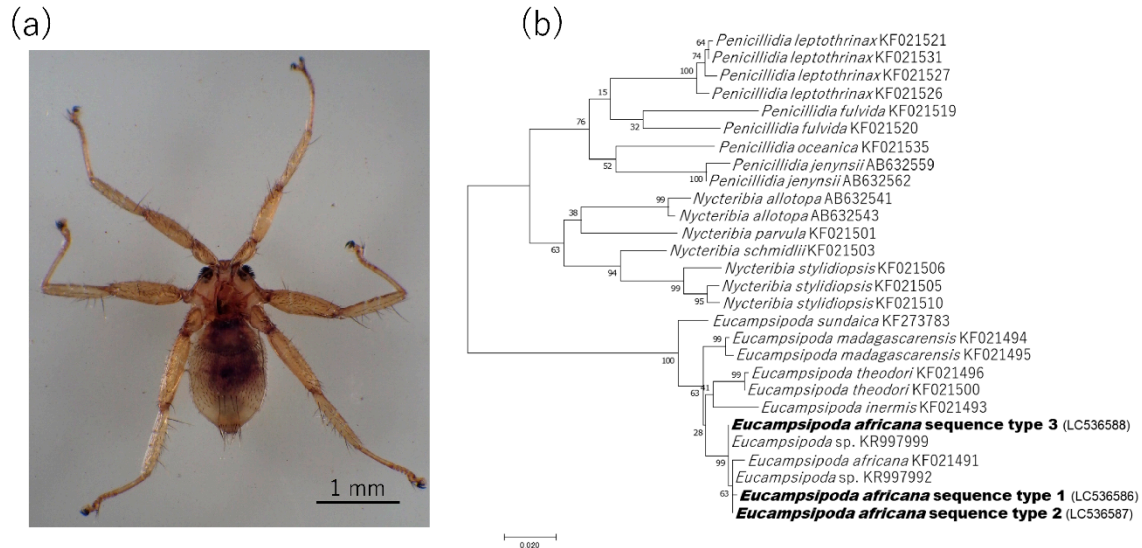 (a)
1 mm
(b)
Penicillidia leptothrinax KF021521
Penicillidia leptothrinax KF021531
Penicillidia leptothrinax KF021527
Penicillidia leptothrinax KF021526
Penicillidia fulvida KF021519
Penicillidia fulvida KF021520
Penicillidia oceanica KF021535
Penicillidia jenynsii AB632559
Penicillidia jenynsii AB632562
Nycteribia allotopa AB632541
Nycteribia allotopa AB632543
Nycteribia parvula KF021501
Nycteribia schmidlii KF021503
Nycteribia stylidiopsis KF021506
Nycteribia stylidiopsis KF021505
Nycteribia stylidiopsis KF021510
Eucampsipoda sundaica KF273783
Eucampsipoda madagascarensis KF021494
Eucampsipoda madagascarensis KF021495
Eucampsipoda theodori KF021496
Eucampsipoda theodori KF021500
Eucampsipoda inermis KF021493
Eucampsipoda africana sequence type 3 (LC536588)
Eucampsipoda sp. KR997999
Eucampsipoda africana KF021491
Eucampsipoda sp. KR997992
Eucampsipoda africana sequence type 1 (LC536586)
Eucampsipoda africana sequence type 2 (LC536587)
64
74
100
15
32
76
52
100
99
38
63
94
99
95
100
99
99
41
63
28
99
63
0.020